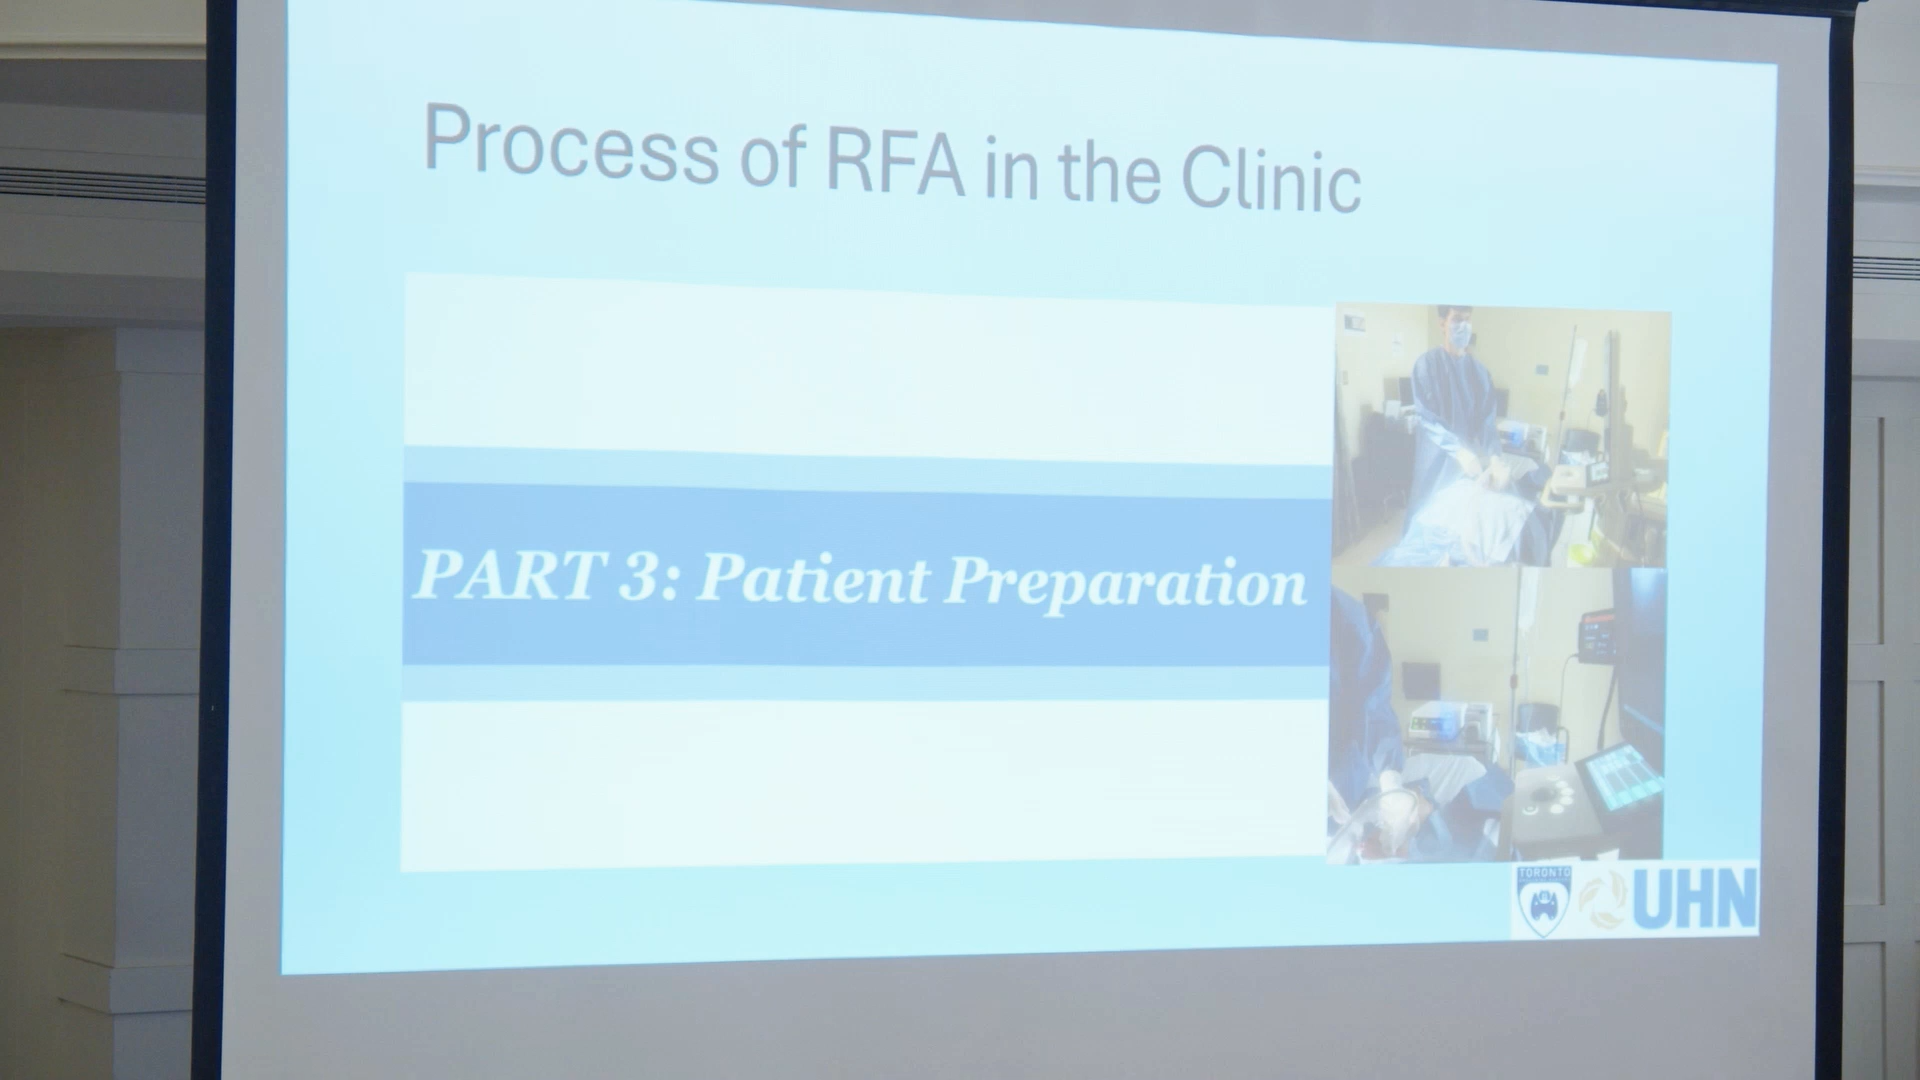 Process of RFA in the Clinic
PART 3: Patient Preparation
TORONTO
UHN